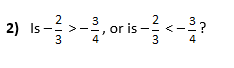 2) Is -2/3 > -3/4, or is -2/3 < -3/4?